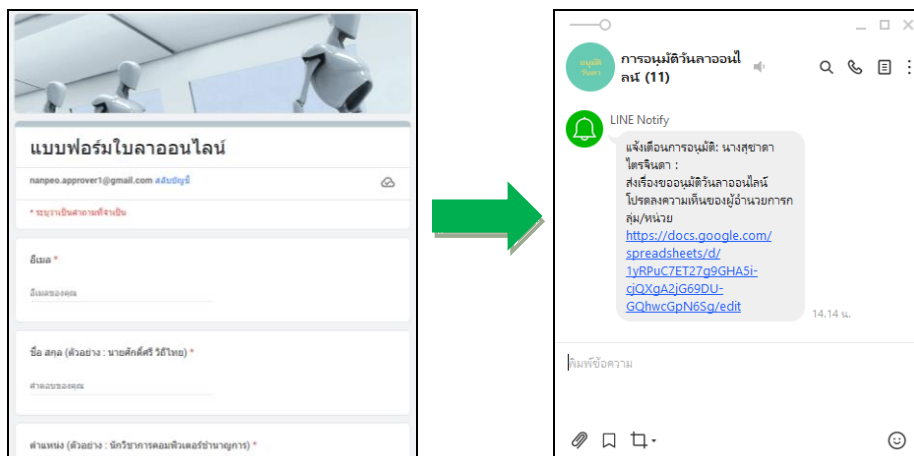 แบบฟอร์มใบลาออนไลน์
nanpeo.approver1@gmail.com สลับบัญชี
* ระบุว่าเป็นคำถามที่จำเป็น
อีเมล *
อีเมลของคุณ
ชื่อ สกุล (ตัวอย่าง : นายศักดิ์ศรี วิถีไทย) *
คำตอบของคุณ
ตำแหน่ง (ตัวอย่าง : นักวิชาการคอมพิวเตอร์ชำนาญการ) *
อนุมัติ
วันลา
การอนุมัติวันลาออนไ
ลน์ (11)
LINE Notify
แจ้งเตือนการอนุมัติ: นางสุชาดา
ไตรจินดา :
ส่งเรื่องขออนุมัติวันลาออนไลน์
โปรดลงความเห็นของผู้อำนวยการก
ลุ่ม/หน่วย
https://docs.google.com/
spreadsheets/d/
1yRPuC7ET27g9GHA5i-
cjQXgA2jG69DU-
GQhwcGpN6Sg/edit
14.14 น.
พิมพ์ข้อความ